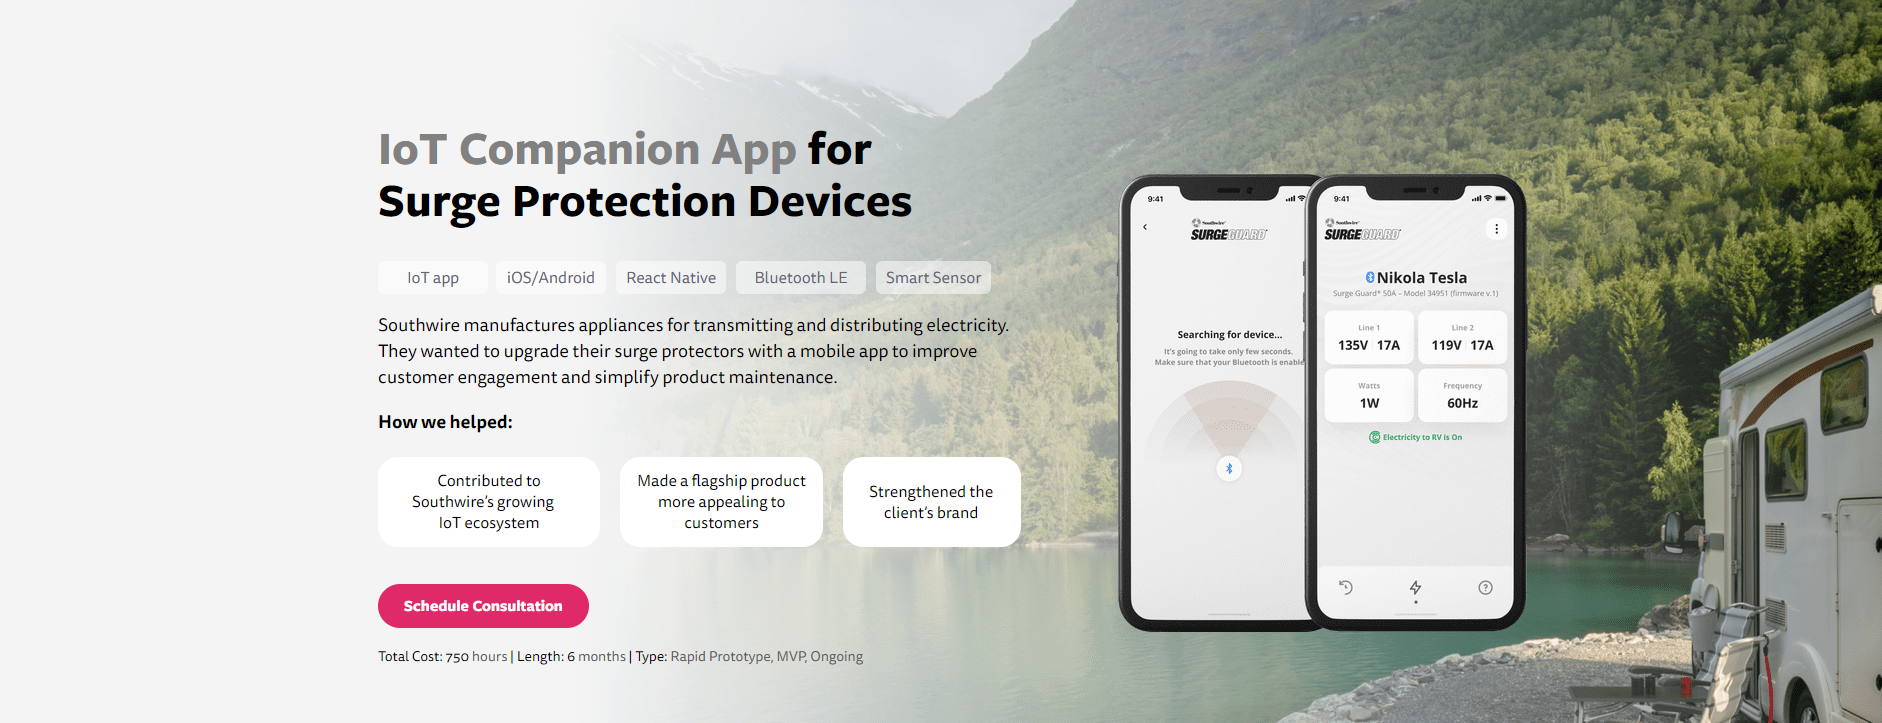 IoT Companion App for
Surge Protection Devices
IoT app
iOS/Android
React Native
Bluetooth LE
Smart Sensor
Southwire manufactures appliances for transmitting and distributing electricity.
They wanted to upgrade their surge protectors with a mobile app to improve
customer engagement and simplify product maintenance.
How we helped:
Contributed to
Southwire's growing
IoT ecosystem
Made a flagship product
more appealing to
customers
Strengthened the
client's brand
Schedule Consultation
Total Cost: 750 hours | Length: 6 months | Type: Rapid Prototype, MVP, Ongoing
9:41
Southwire
SURGEGUARD
Searching for device...
It's going to take only few seconds.
Make sure that your Bluetooth is enable
9:41
Southwire
SURGEGUARD
Nikola Tesla
Surge Guard* 50A – Model 34951 (firmware v.1)
Line 1
135V 17A
Line 2
119V 17A
Watts
1W
Frequency
60Hz
Electricity to RV is On